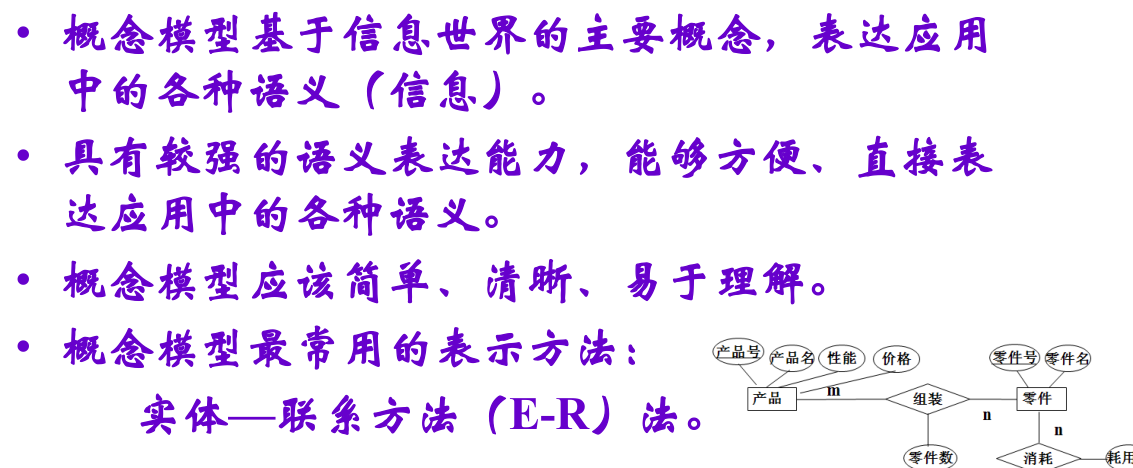 • 概念模型基于信息世界的主要概念，表达应用
中的各种语义（信息）。
• 具有较强的语义表达能力，能够方便、直接表
达应用中的各种语义。
• 概念模型应该简单、清晰、易于理解。
• 概念模型最常用的表示方法：
实体—联系方法（E-R）法。
产品号 产品名 性能 价格 零件号 零件名
产品 m 组装 n 零件
n
零件数 消耗 耗用